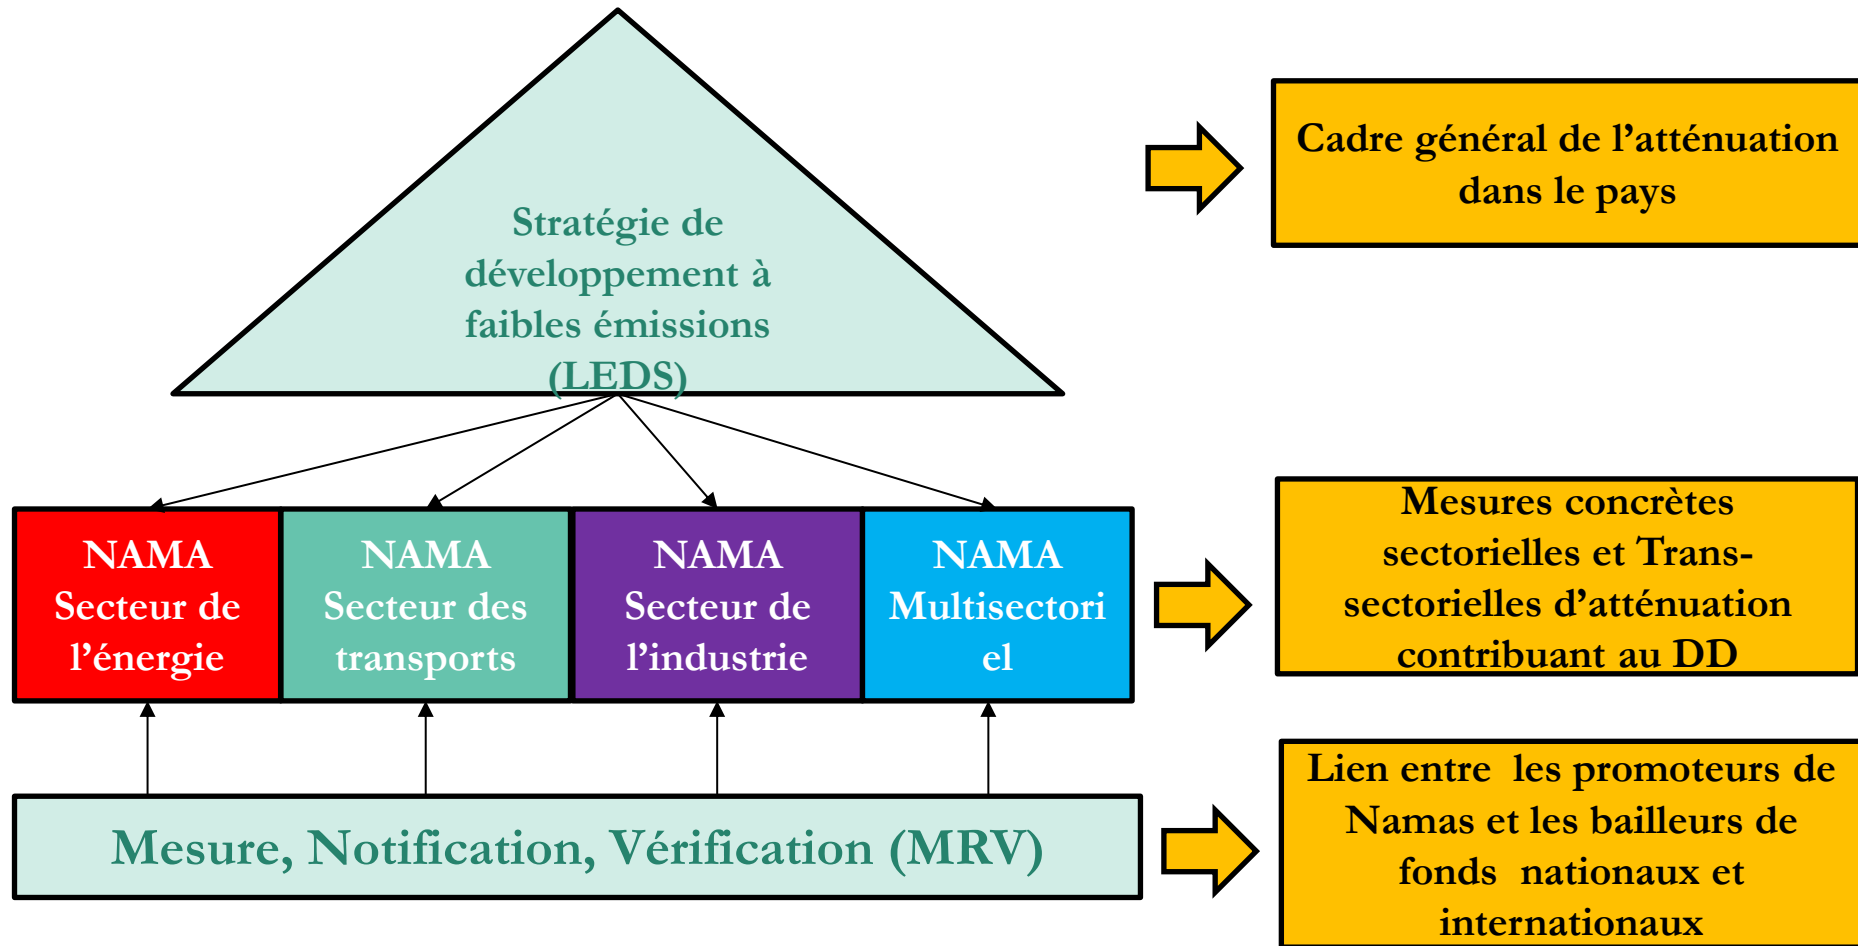 Stratégie de
développement à
faibles émissions
(LEDS)
Cadre général de l’atténuation
dans le pays
NAMA
Secteur de
l’énergie
NAMA
Secteur des
transports
NAMA
Secteur de
l’industrie
NAMA
Multisectori
el
Mesures concrètes
sectorielles et Trans-
sectorielles d’atténuation
contribuant au DD
Mesure, Notification, Vérification (MRV)
Lien entre les promoteurs de
Namas et les bailleurs de
fonds nationaux et
internationaux